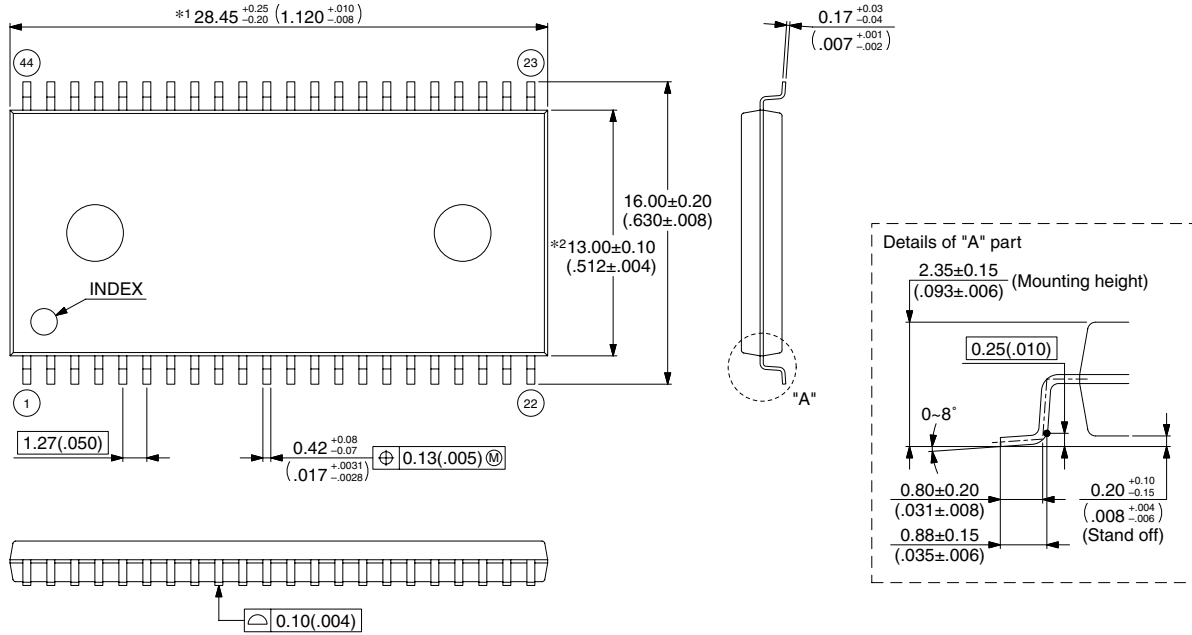 *1 28.45 +0.25 -0.20 (1.120 +.010 -.008)
0.17 +0.03 -0.04
(.007 +.001 -.002)
44
23
16.00±0.20
(.630±.008)
*2 13.00±0.10
(.512±.004)
INDEX
1
22
"A"
1.27(.050)
0.42 +0.08 -0.07
(.017 +.0031 -.0028)
⌖ 0.13(.005) Ⓜ
⌓ 0.10(.004)
Details of "A" part
2.35±0.15
(.093±.006)
(Mounting height)
0.25(.010)
0~8°
0.80±0.20
(.031±.008)
0.88±0.15
(.035±.006)
0.20 +0.10 -0.15
(.008 +.004 -.006)
(Stand off)